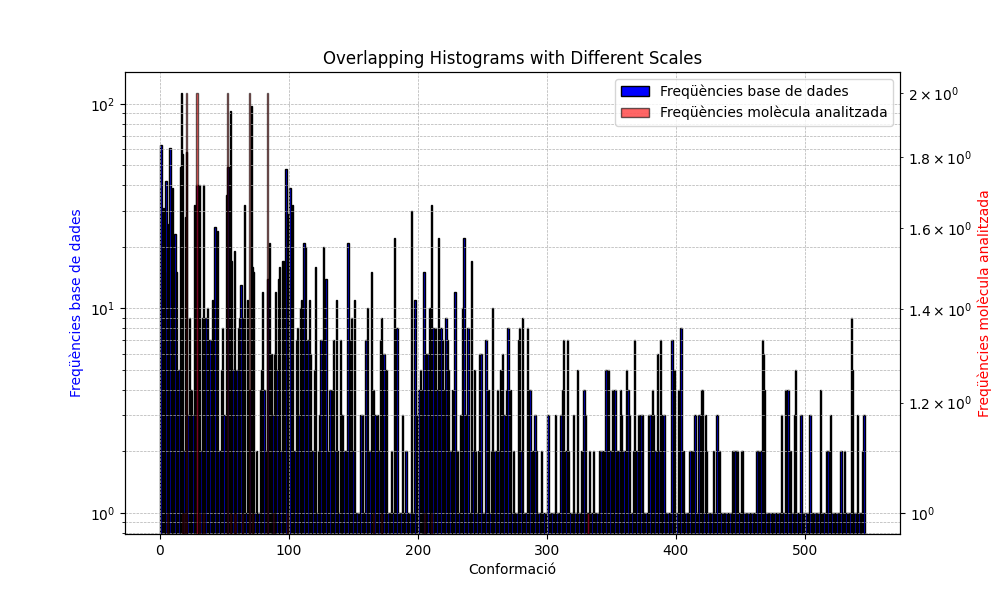 Overlapping Histograms with Different Scales
Freqüències base de dades
Freqüències molècula analitzada
Freqüències base de dades
10²
10¹
10⁰
2 × 10⁰
1.8 × 10⁰
1.6 × 10⁰
1.4 × 10⁰
1.2 × 10⁰
10⁰
Freqüències molècula analitzada
0 100 200 300 400 500
Conformació